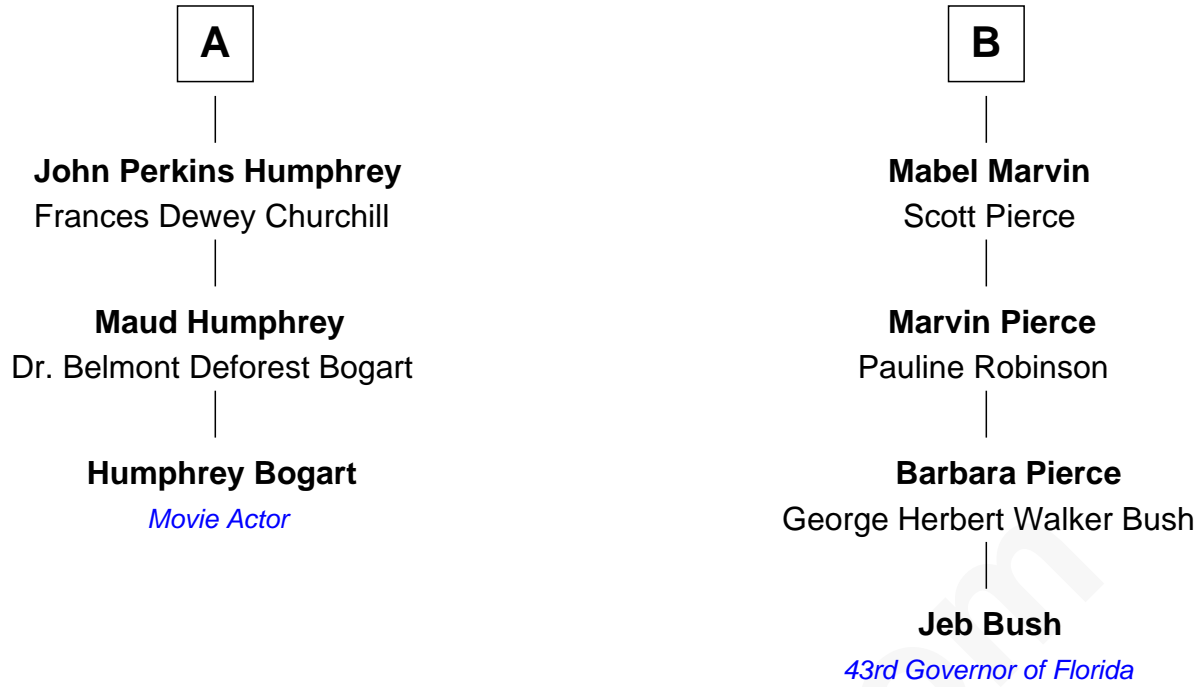 A
John Perkins Humphrey
Frances Dewey Churchill
Maud Humphrey
Dr. Belmont Deforest Bogart
Humphrey Bogart
Movie Actor
B
Mabel Marvin
Scott Pierce
Marvin Pierce
Pauline Robinson
Barbara Pierce
George Herbert Walker Bush
Jeb Bush
43rd Governor of Florida